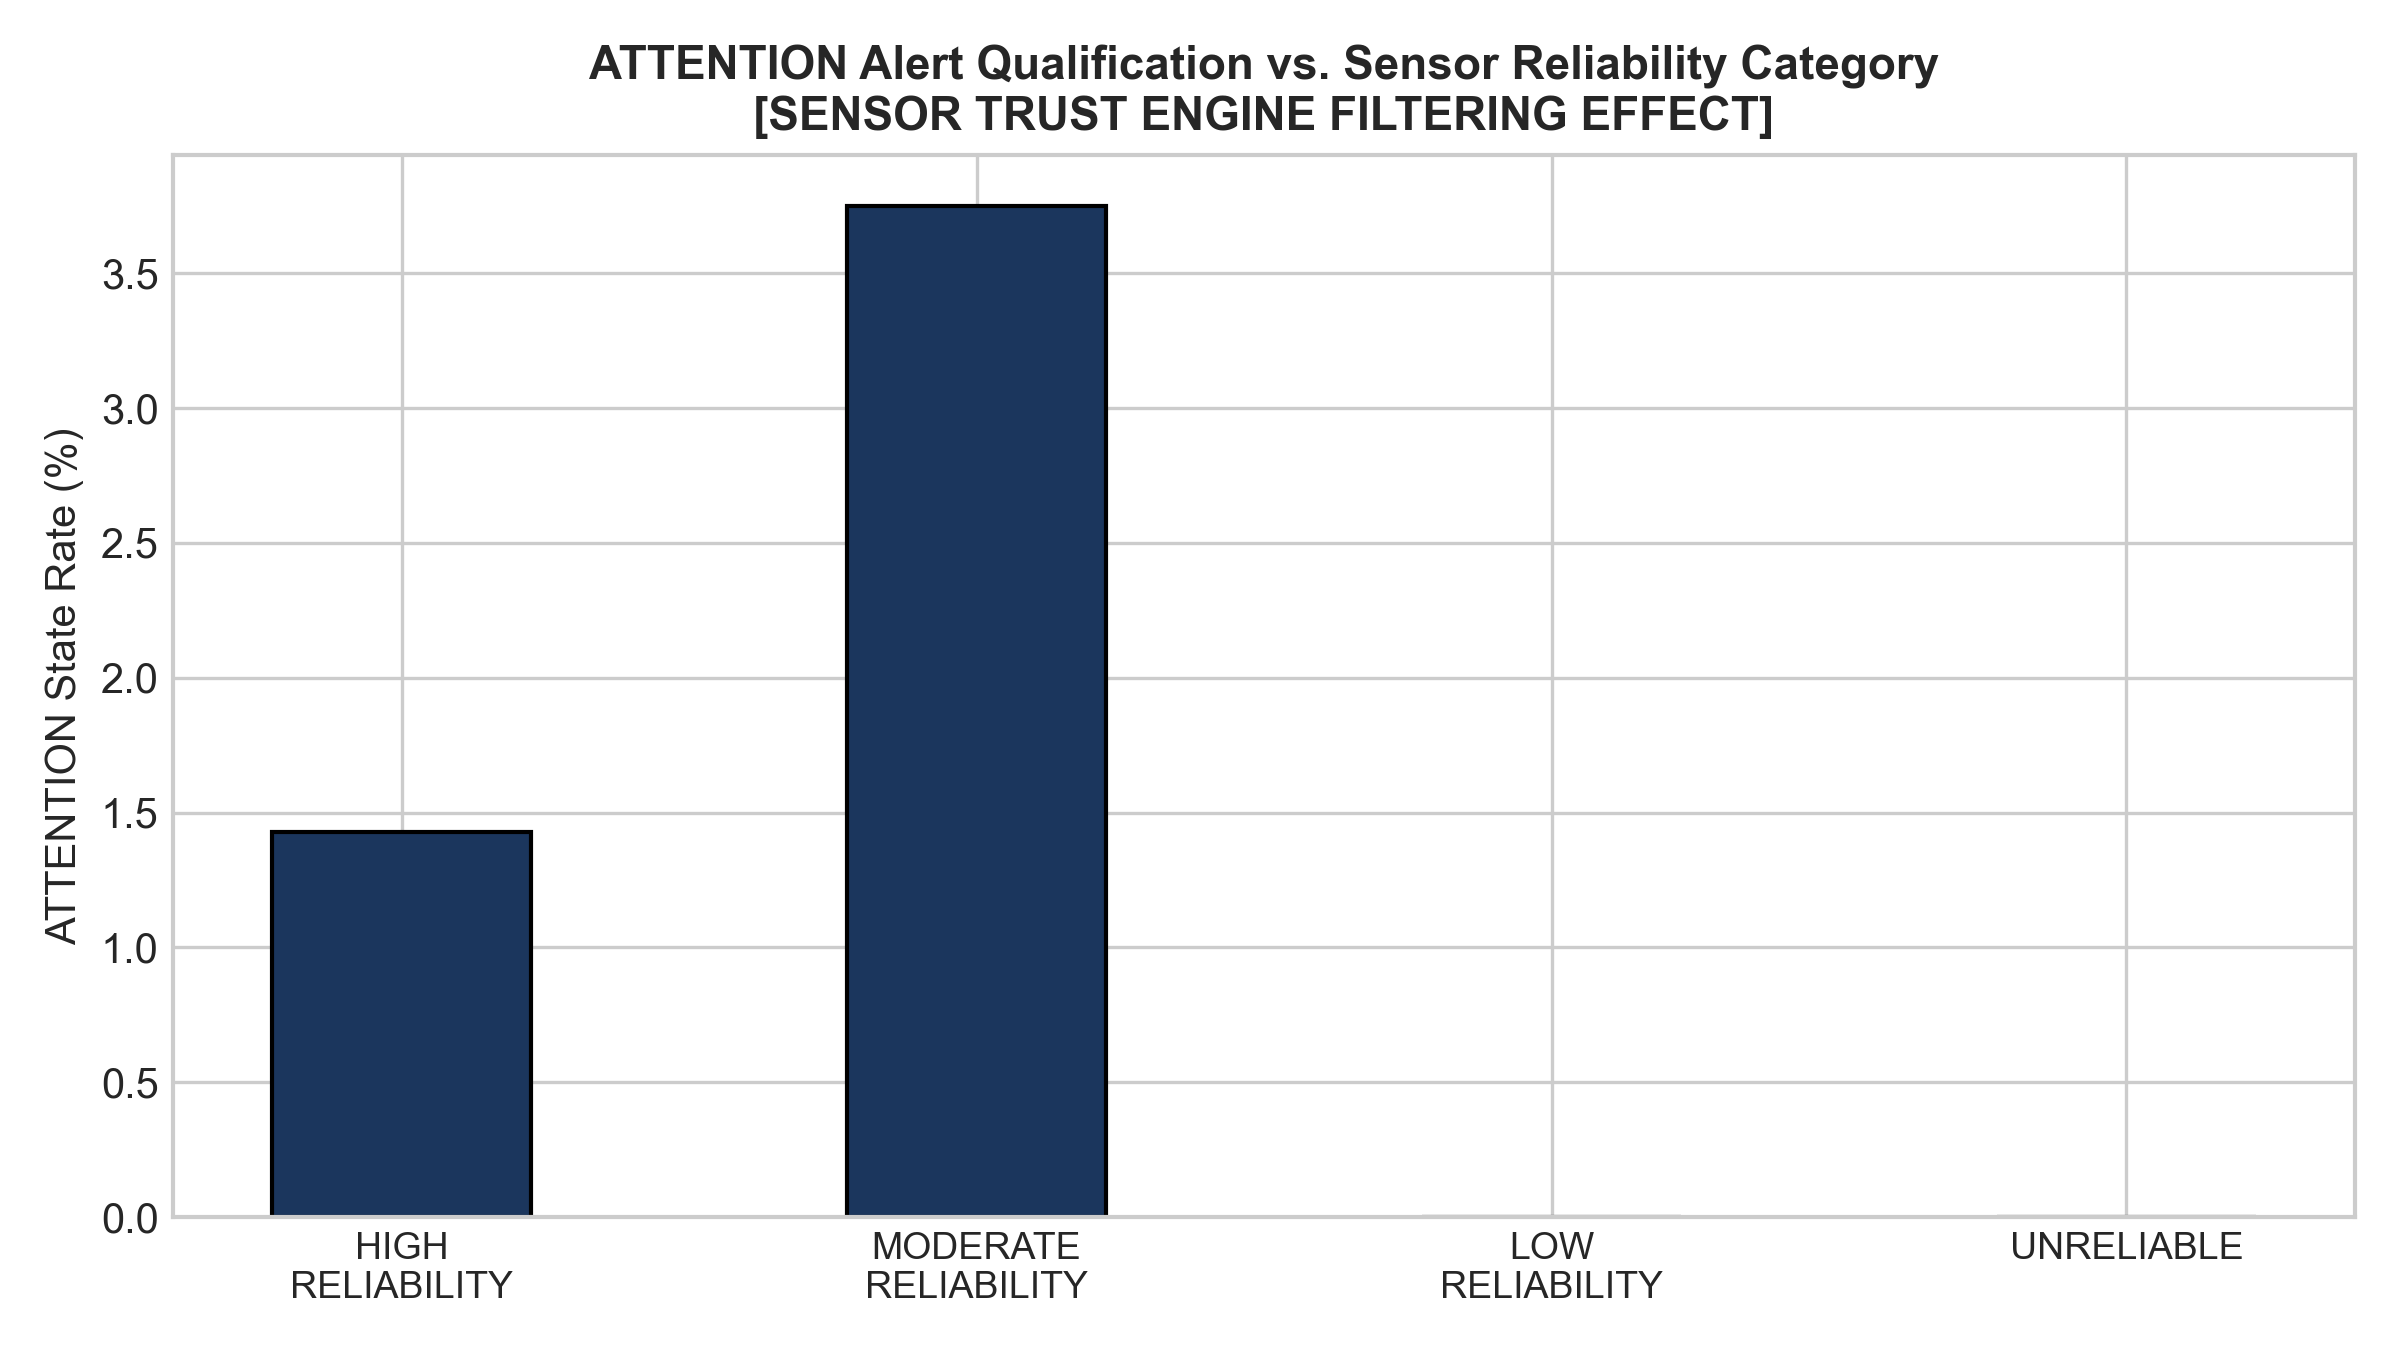 ATTENTION Alert Qualification vs. Sensor Reliability Category
[SENSOR TRUST ENGINE FILTERING EFFECT]
ATTENTION State Rate (%)
3.5
3.0
2.5
2.0
1.5
1.0
0.5
0.0
HIGH
RELIABILITY
MODERATE
RELIABILITY
LOW
RELIABILITY
UNRELIABLE